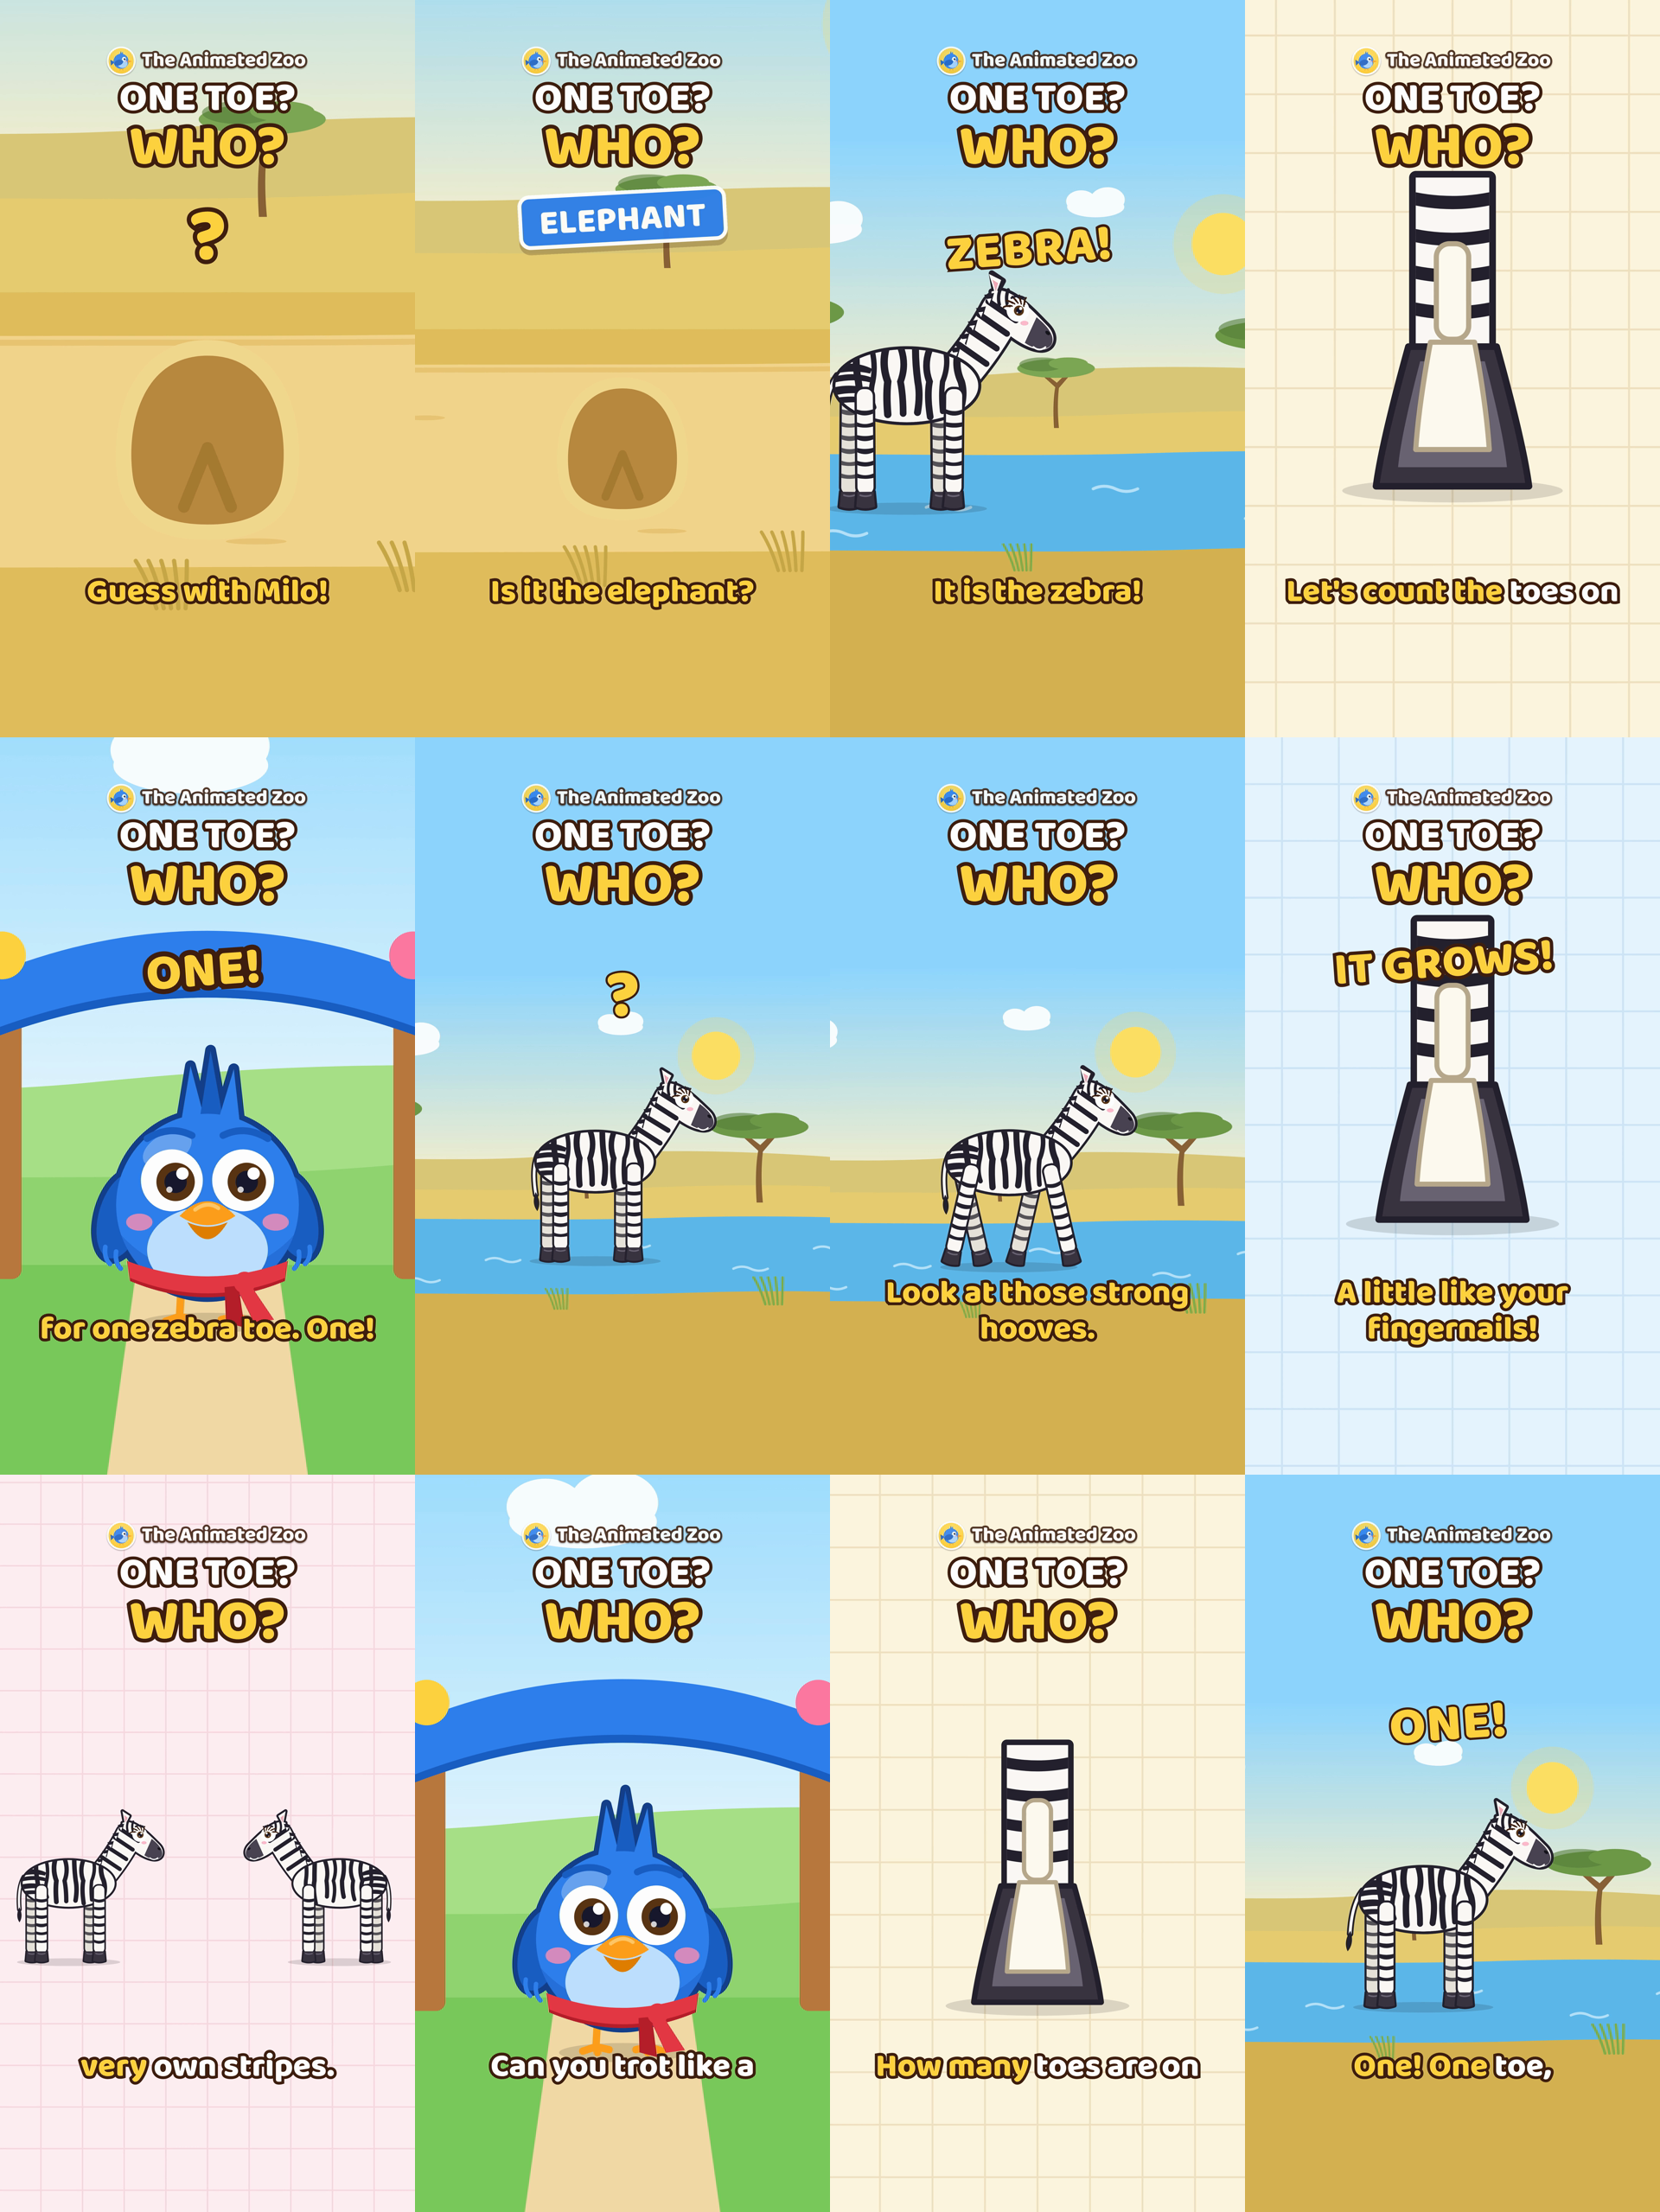 The Animated Zoo
ONE TOE?
WHO?
?
Guess with Milo!
The Animated Zoo
ONE TOE?
WHO?
ELEPHANT
Is it the elephant?
The Animated Zoo
ONE TOE?
WHO?
ZEBRA!
It is the zebra!
The Animated Zoo
ONE TOE?
WHO?
Let's count the toes on
The Animated Zoo
ONE TOE?
WHO?
ONE!
for one zebra toe. One!
The Animated Zoo
ONE TOE?
WHO?
?
The Animated Zoo
ONE TOE?
WHO?
Look at those strong
hooves.
The Animated Zoo
ONE TOE?
WHO?
IT GROWS!
A little like your
fingernails!
The Animated Zoo
ONE TOE?
WHO?
very own stripes.
The Animated Zoo
ONE TOE?
WHO?
Can you trot like a
The Animated Zoo
ONE TOE?
WHO?
How many toes are on
The Animated Zoo
ONE TOE?
WHO?
ONE!
One! One toe,